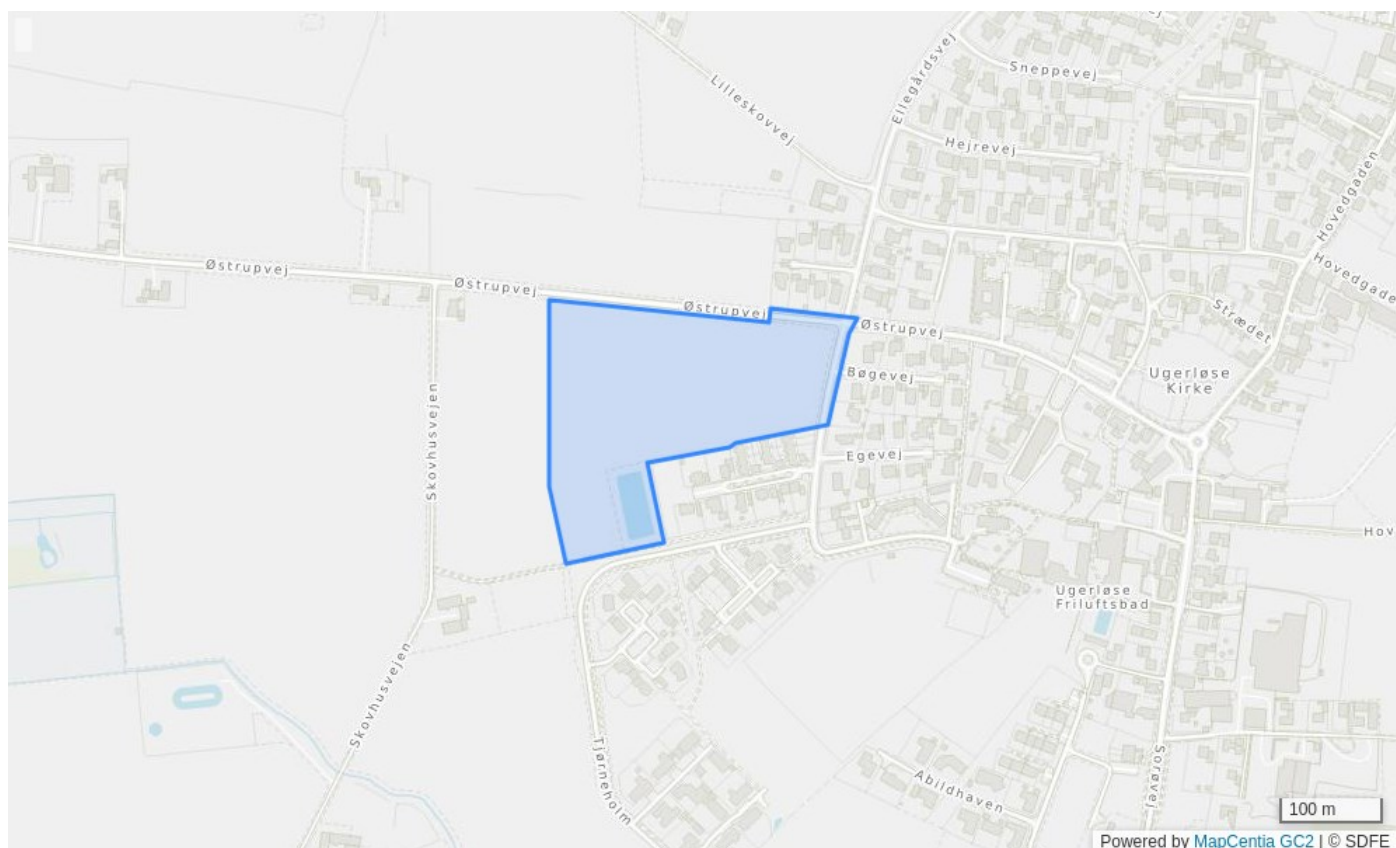 Sneppevej
Lilleskovvej
Ellegårdsvej
Hejrevej
Hovedgaden
Hovedgade
Østrupvej
Østrupvej
Østrupvej
Østrupvej
Strædet
Bøgevej
Ugerløse
Kirke
Skovhusvejen
Egevej
Hov
Ugerløse
Friluftsbad
Skovhusvejen
Tjørneholm
Abildhaven
Sorøvej
100 m
Powered by MapCentia GC2 | © SDFE